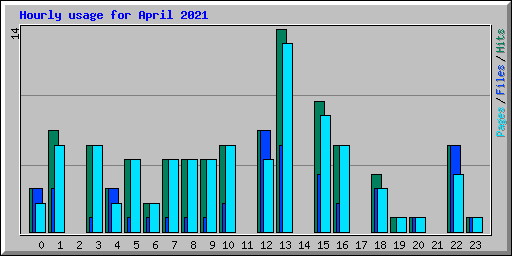 Hourly usage for April 2021
14
Pages/Files/Hits
0 1 2 3 4 5 6 7 8 9 10 11 12 13 14 15 16 17 18 19 20 21 22 23